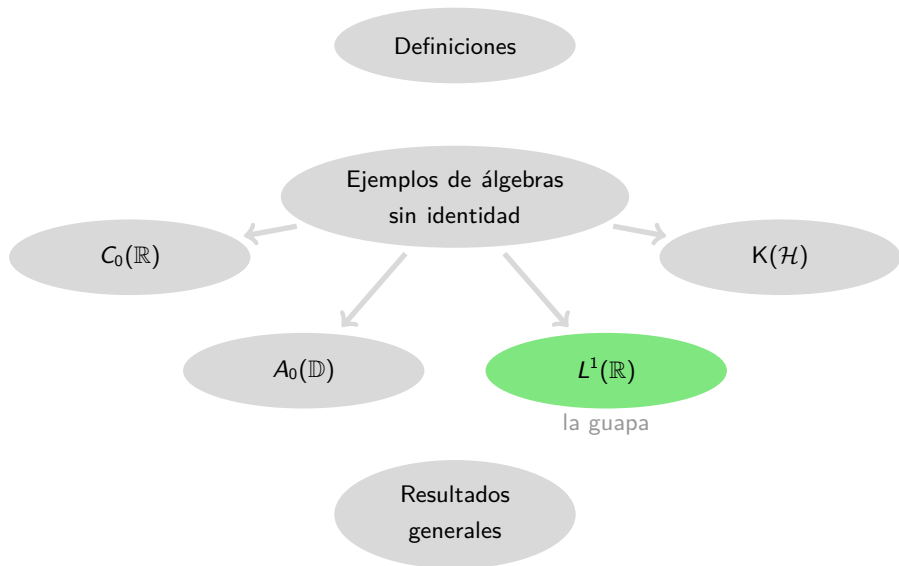 Definiciones
Ejemplos de álgebras
sin identidad
C₀(ℝ)
K(ℋ)
A₀(𝔻)
L¹(ℝ)
la guapa
Resultados
generales